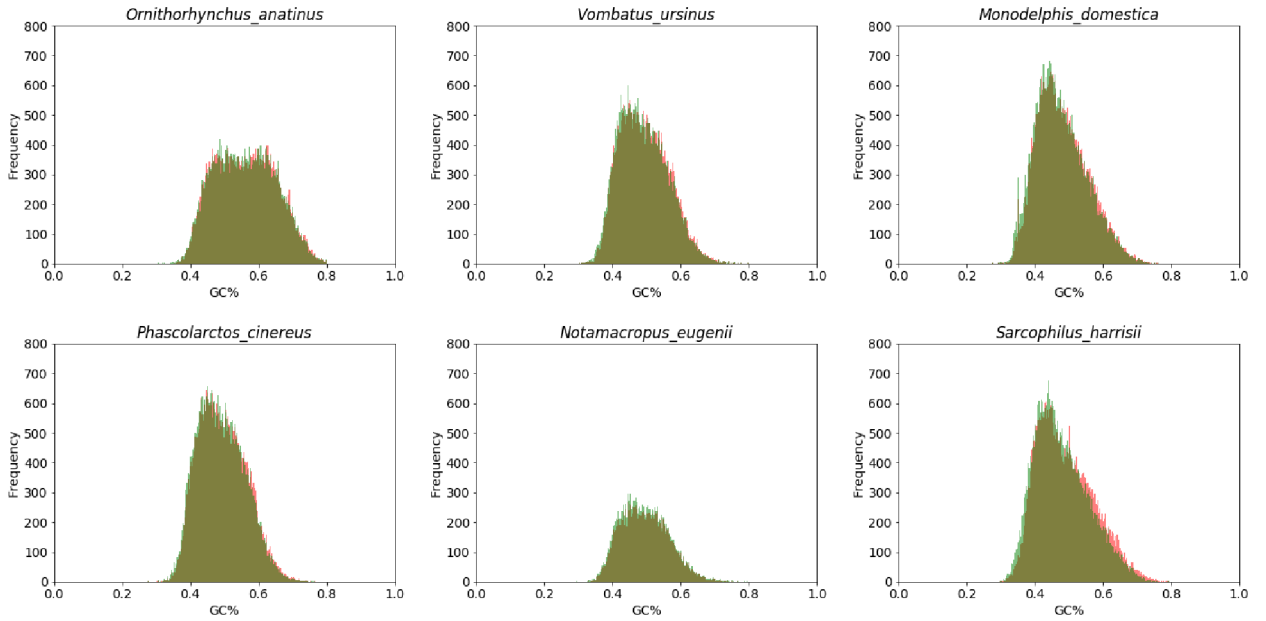 Ornithorhynchus_anatinus
800
700
600
500
400
300
200
100
0
Frequency
0.0 0.2 0.4 0.6 0.8 1.0
GC%
Vombatus_ursinus
800
700
600
500
400
300
200
100
0
Frequency
0.0 0.2 0.4 0.6 0.8 1.0
GC%
Monodelphis_domestica
800
700
600
500
400
300
200
100
0
Frequency
0.0 0.2 0.4 0.6 0.8 1.0
GC%
Phascolarctos_cinereus
800
700
600
500
400
300
200
100
0
Frequency
0.0 0.2 0.4 0.6 0.8 1.0
GC%
Notamacropus_eugenii
800
700
600
500
400
300
200
100
0
Frequency
0.0 0.2 0.4 0.6 0.8 1.0
GC%
Sarcophilus_harrisii
800
700
600
500
400
300
200
100
0
Frequency
0.0 0.2 0.4 0.6 0.8 1.0
GC%